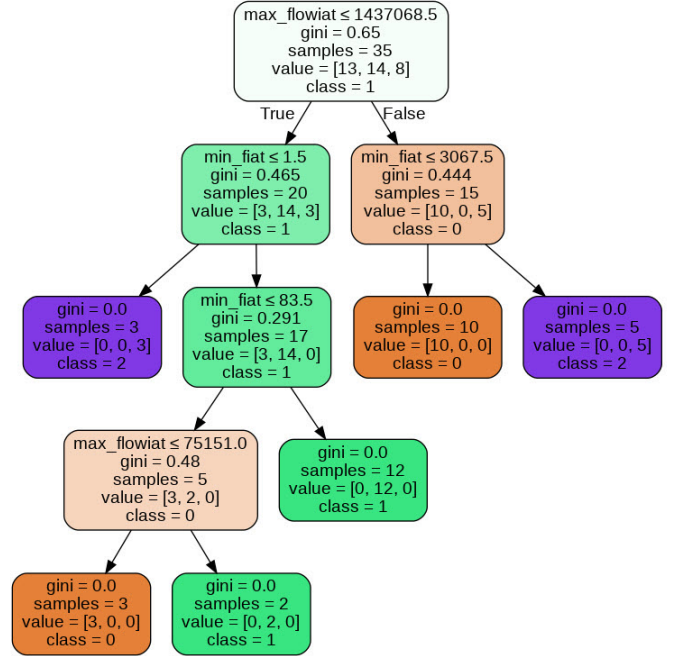 max_flowiat ≤ 1437068.5
gini = 0.65
samples = 35
value = [13, 14, 8]
class = 1
True
False
min_fiat ≤ 1.5
gini = 0.465
samples = 20
value = [3, 14, 3]
class = 1
min_fiat ≤ 3067.5
gini = 0.444
samples = 15
value = [10, 0, 5]
class = 0
gini = 0.0
samples = 3
value = [0, 0, 3]
class = 2
min_fiat ≤ 83.5
gini = 0.291
samples = 17
value = [3, 14, 0]
class = 1
gini = 0.0
samples = 10
value = [10, 0, 0]
class = 0
gini = 0.0
samples = 5
value = [0, 0, 5]
class = 2
max_flowiat ≤ 75151.0
gini = 0.48
samples = 5
value = [3, 2, 0]
class = 0
gini = 0.0
samples = 12
value = [0, 12, 0]
class = 1
gini = 0.0
samples = 3
value = [3, 0, 0]
class = 0
gini = 0.0
samples = 2
value = [0, 2, 0]
class = 1